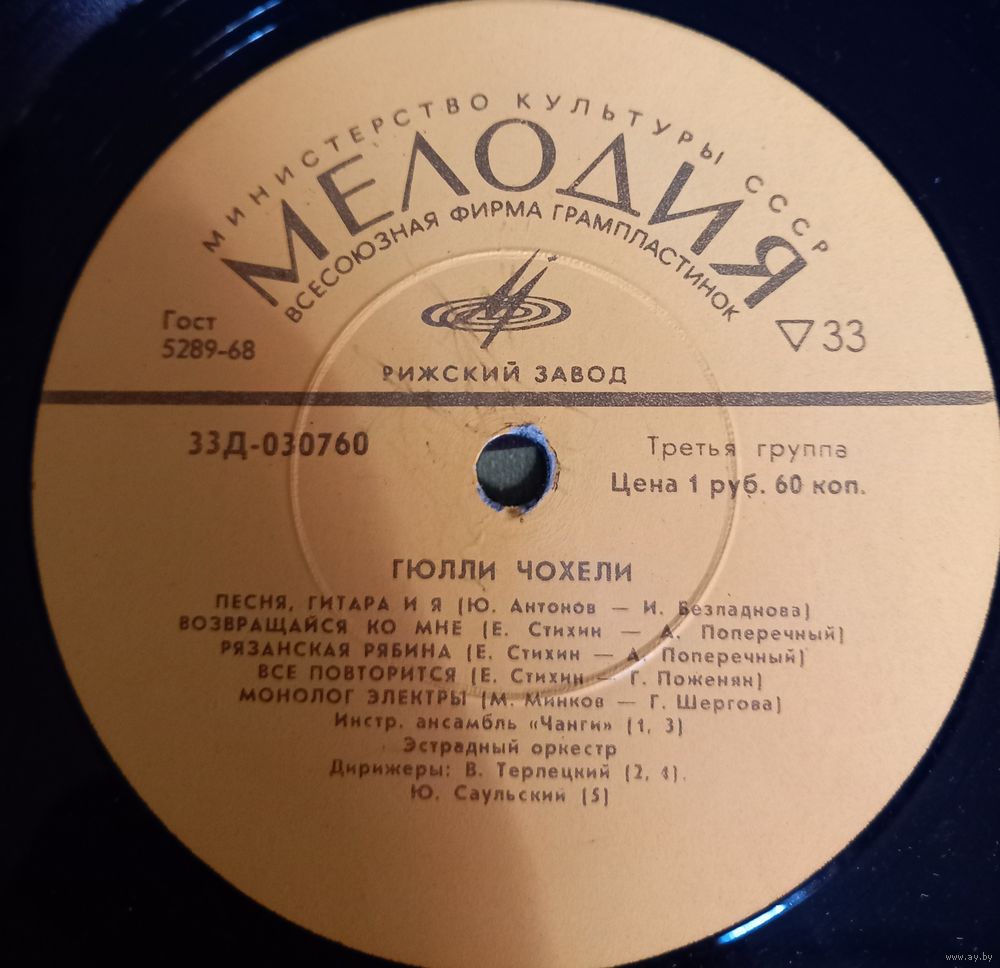 МИНИСТЕРСТВО КУЛЬТУРЫ СССР
МЕЛОДИЯ
ВСЕСОЮЗНАЯ ФИРМА ГРАМПЛАСТИНОК
Гост
5289-68
33
РИЖСКИЙ ЗАВОД
33Д-030760
Третья группа
Цена 1 руб. 60 коп.
ГЮЛЛИ ЧОХЕЛИ
ПЕСНЯ, ГИТАРА И Я (Ю. Антонов — И. Безладнова)
ВОЗВРАЩАЙСЯ КО МНЕ (Е. Стихин — А. Поперечный)
РЯЗАНСКАЯ РЯБИНА (Е. Стихин — А. Поперечный)
ВСЕ ПОВТОРИТСЯ (Е. Стихин — Г. Поженян)
МОНОЛОГ ЭЛЕКТРЫ (М. Минков — Г. Шергова)
Инстр. ансамбль «Чанги» (1, 3)
Эстрадный оркестр
Дирижеры: В. Терлецкий (2, 4).
Ю. Саульский (5)
www.ay.by